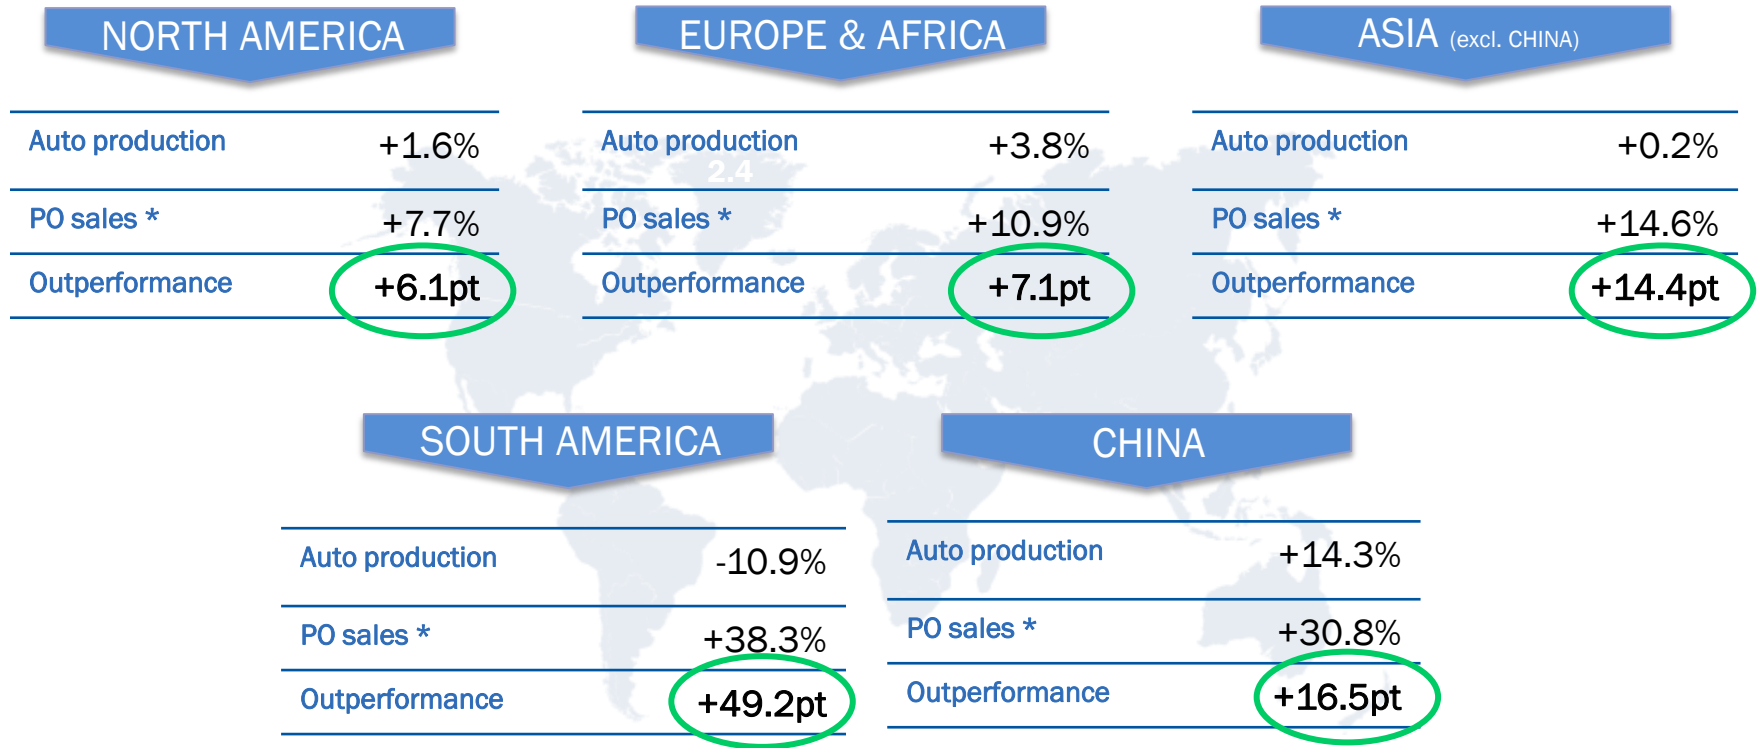 NORTH AMERICA
Auto production +1.6%
PO sales * +7.7%
Outperformance +6.1pt
EUROPE & AFRICA
Auto production +3.8%
2.4
PO sales * +10.9%
Outperformance +7.1pt
ASIA (excl. CHINA)
Auto production +0.2%
PO sales * +14.6%
Outperformance +14.4pt
SOUTH AMERICA
Auto production -10.9%
PO sales * +38.3%
Outperformance +49.2pt
CHINA
Auto production +14.3%
PO sales * +30.8%
Outperformance +16.5pt